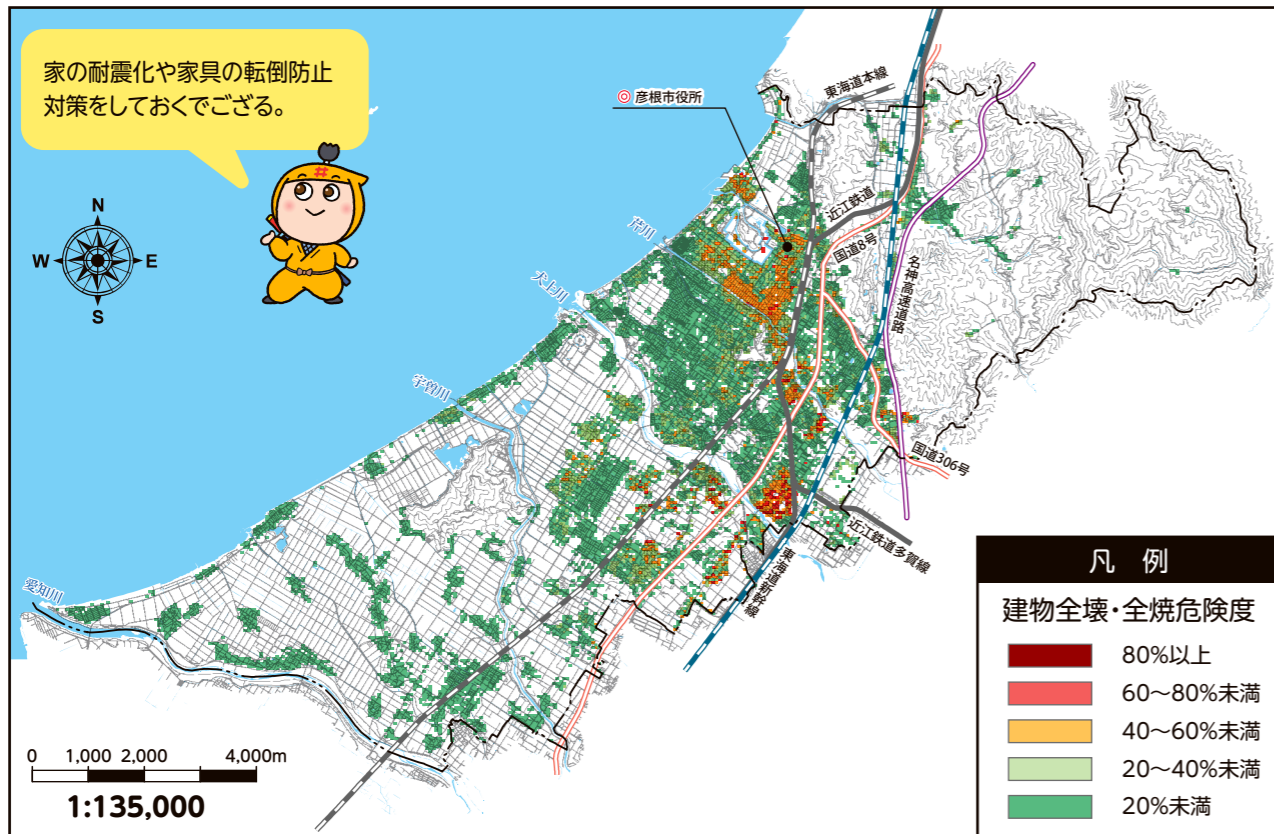 家の耐震化や家具の転倒防止
対策をしておくでござる。
◎ 彦根市役所
東海道本線
近江鉄道
国道8号
名神高速道路
芹川
犬上川
宇曽川
国道306号
近江鉄道多賀線
東海道新幹線
愛知川
N
W
E
S
井
0 1,000 2,000 4,000m
1:135,000
凡 例
建物全壊・全焼危険度
80%以上
60〜80%未満
40〜60%未満
20〜40%未満
20%未満